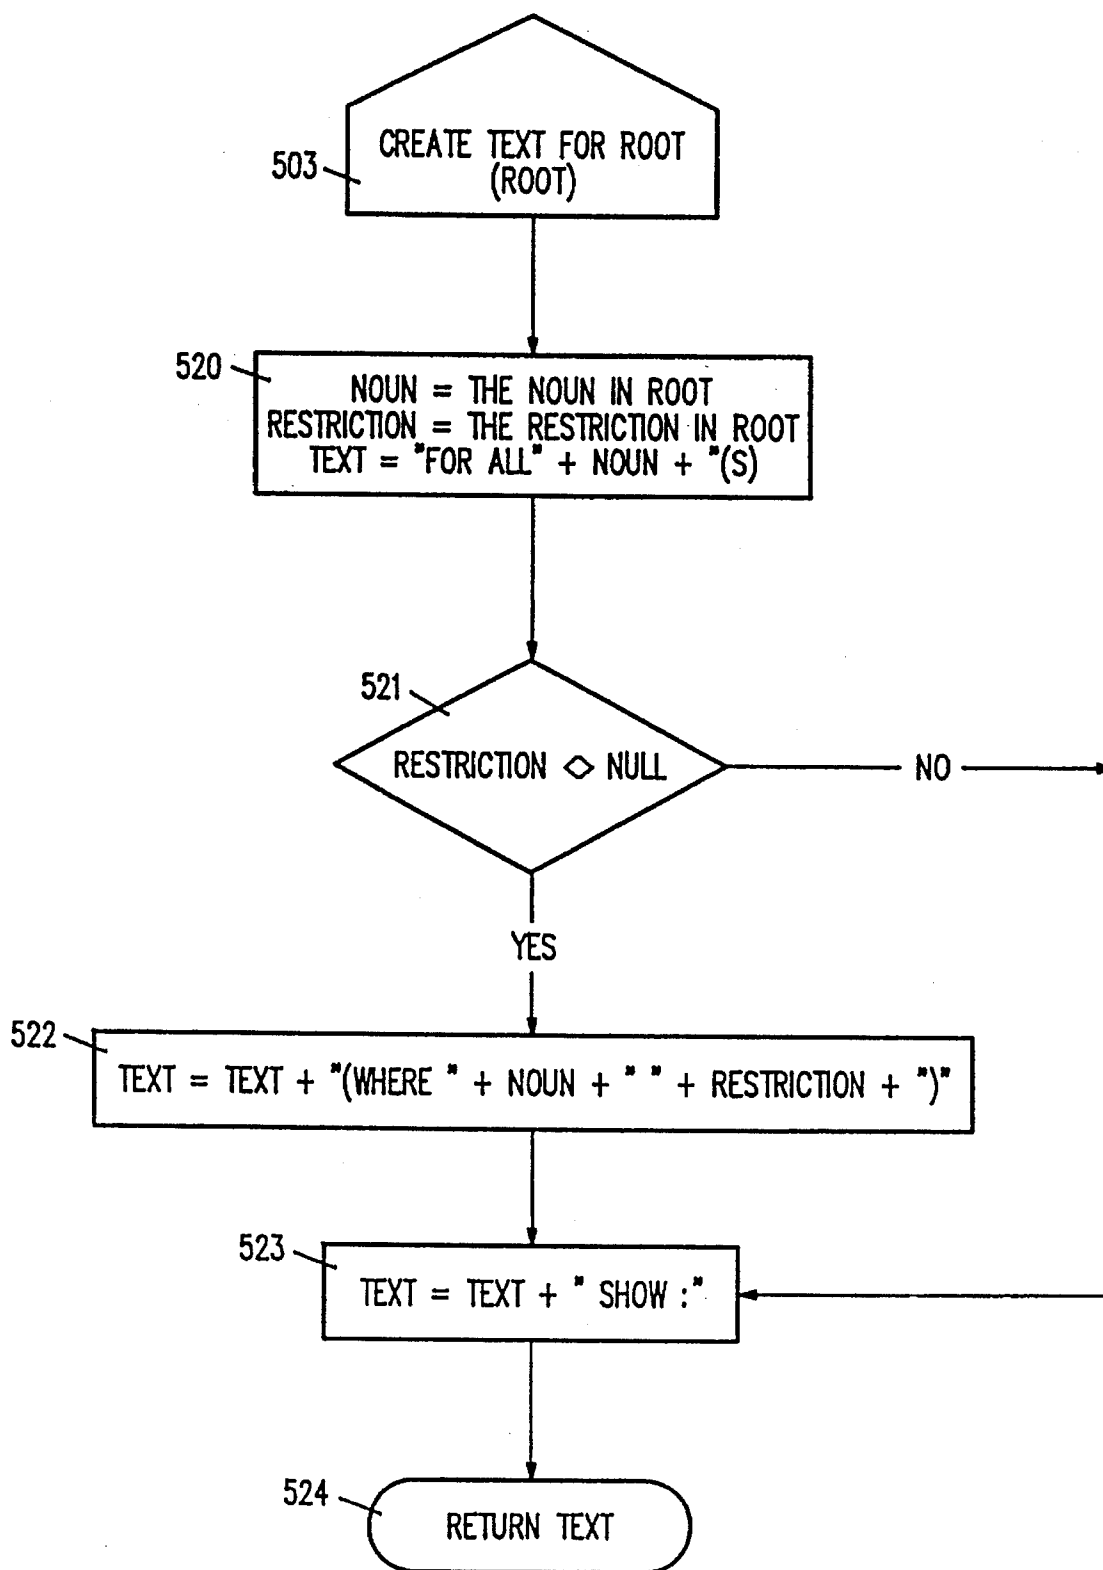 CREATE TEXT FOR ROOT
(ROOT)
503
520
NOUN = THE NOUN IN ROOT
RESTRICTION = THE RESTRICTION IN ROOT
TEXT = "FOR ALL" + NOUN + "(S)
521
RESTRICTION <> NULL
NO
YES
522
TEXT = TEXT + "(WHERE " + NOUN + " " + RESTRICTION + ")"
523
TEXT = TEXT + " SHOW :"
524
RETURN TEXT